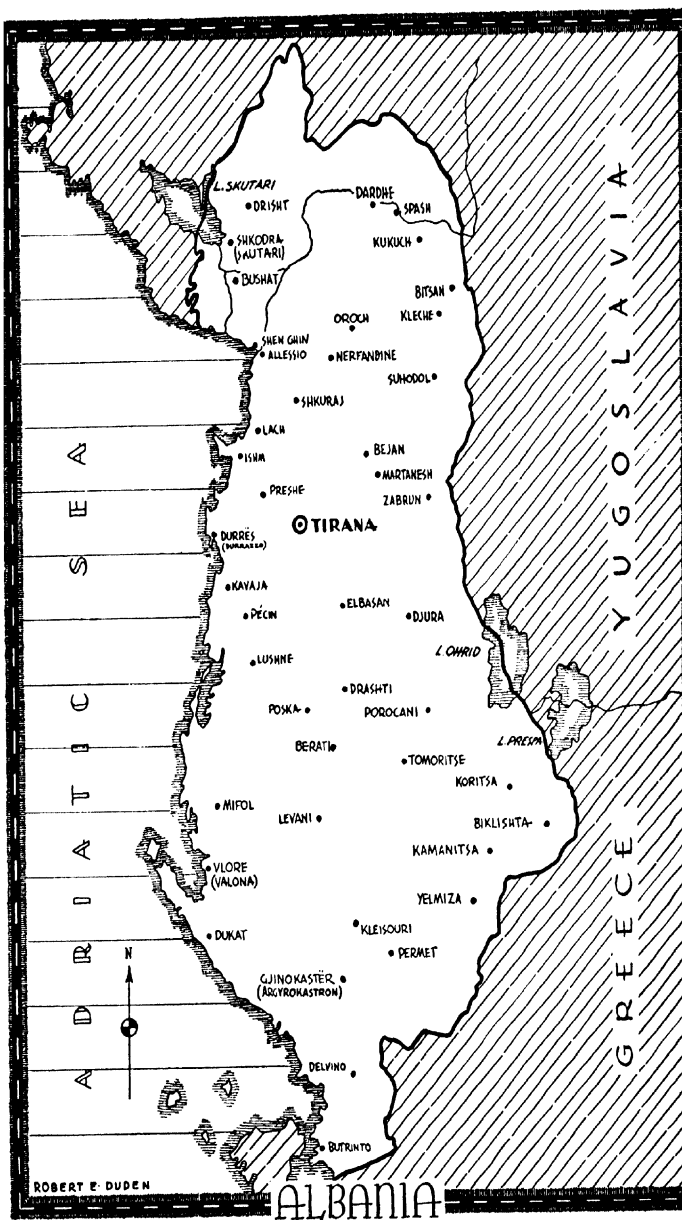 L. SKUTARI
DRISHT
DARDHE
SPASH
SHKODRA
(SKUTARI)
KUKUCH
BUSHAT
BITSAN
KLECHE
OROCH
SHEN GHIN
ALLESSIO
NERFANDINE
SUHODOL
SHKURAJ
LACH
ISHM
BEJAN
MARTANESH
PRESHE
ZABRUN
TIRANA
DURRËS
(DURRAZZO)
KAVAJA
ELBASAN
PÉCIN
DJURA
LUSHNE
L. OHRID
DRASHTI
POSKA
POROCANI
BERATI
L. PRESPA
TOMORITSE
KORITSA
MIFOL
LEVANI
BIKLISHTA
KAMANITSA
VLORE
(VALONA)
YELMIZA
KLEISOURI
DUKAT
PERMET
GJINOKASTËR
(ARGYROKASTRON)
DELVINO
BUTRINTO
N
ADRIATIC SEA
YUGOSLAVIA
GREECE
ROBERT E. DUDEN
ALBANIA